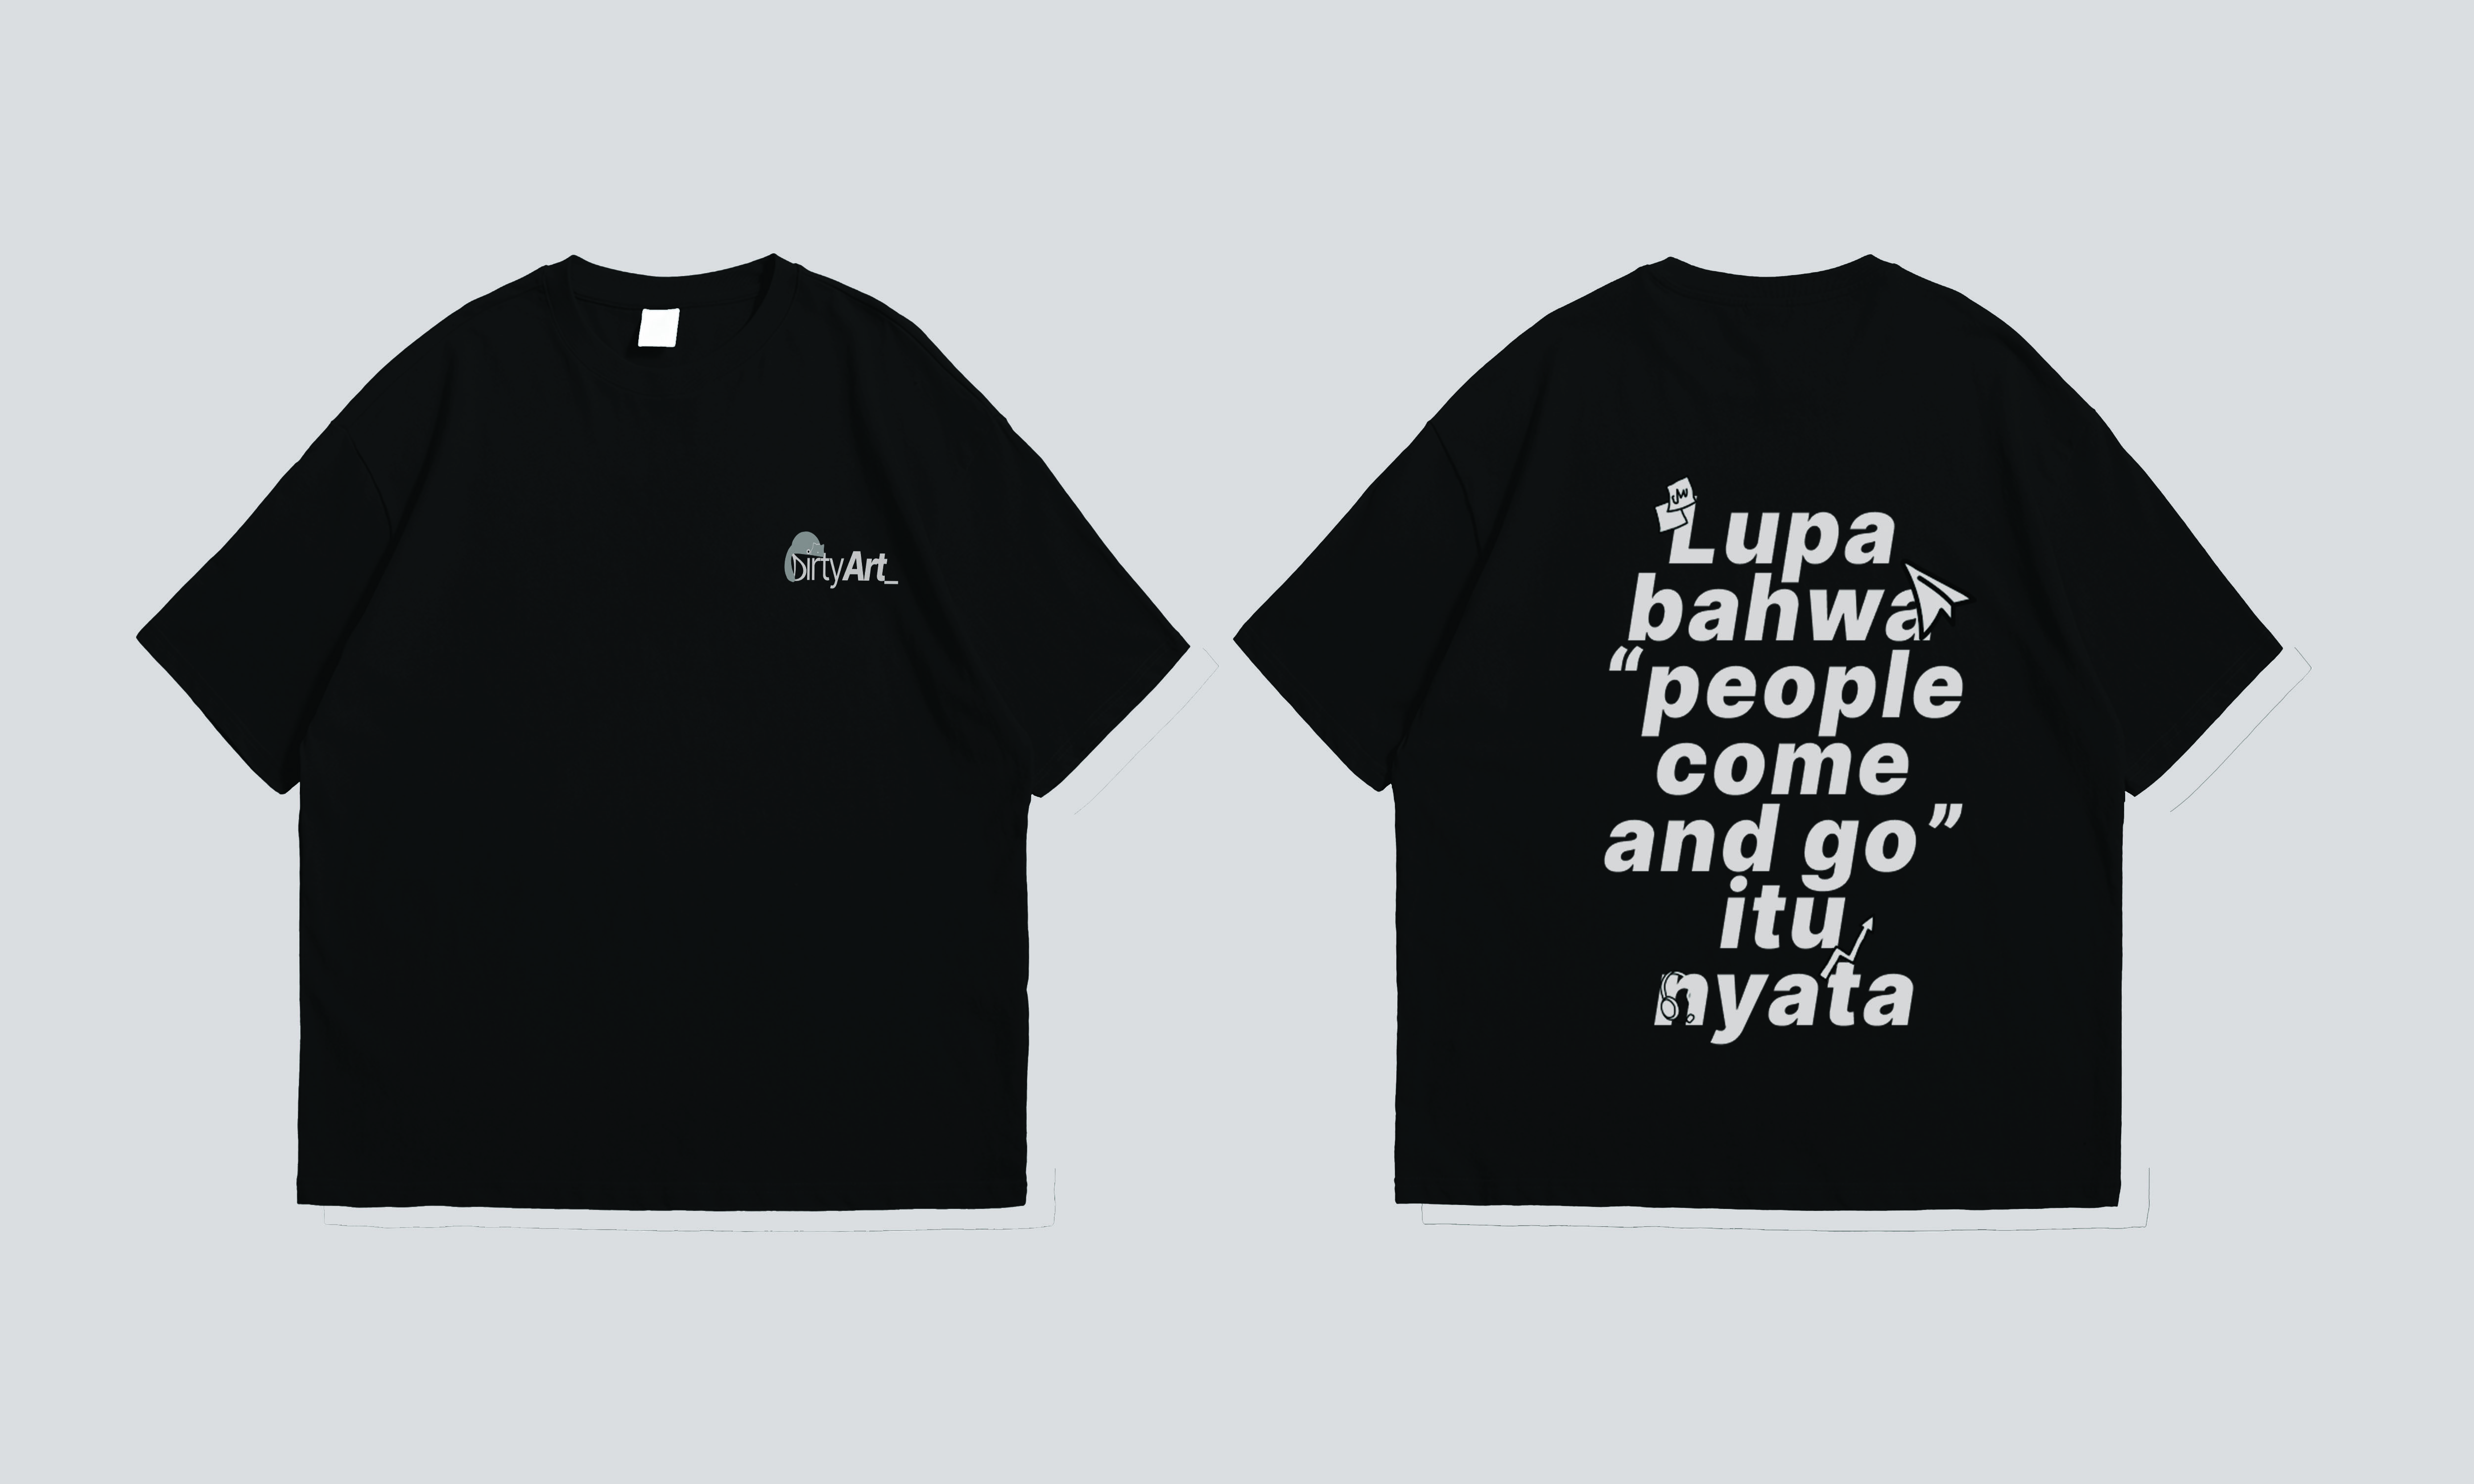 DirtyArt_
Lupa
bahwa
“people
come
and go”
itu
nyata